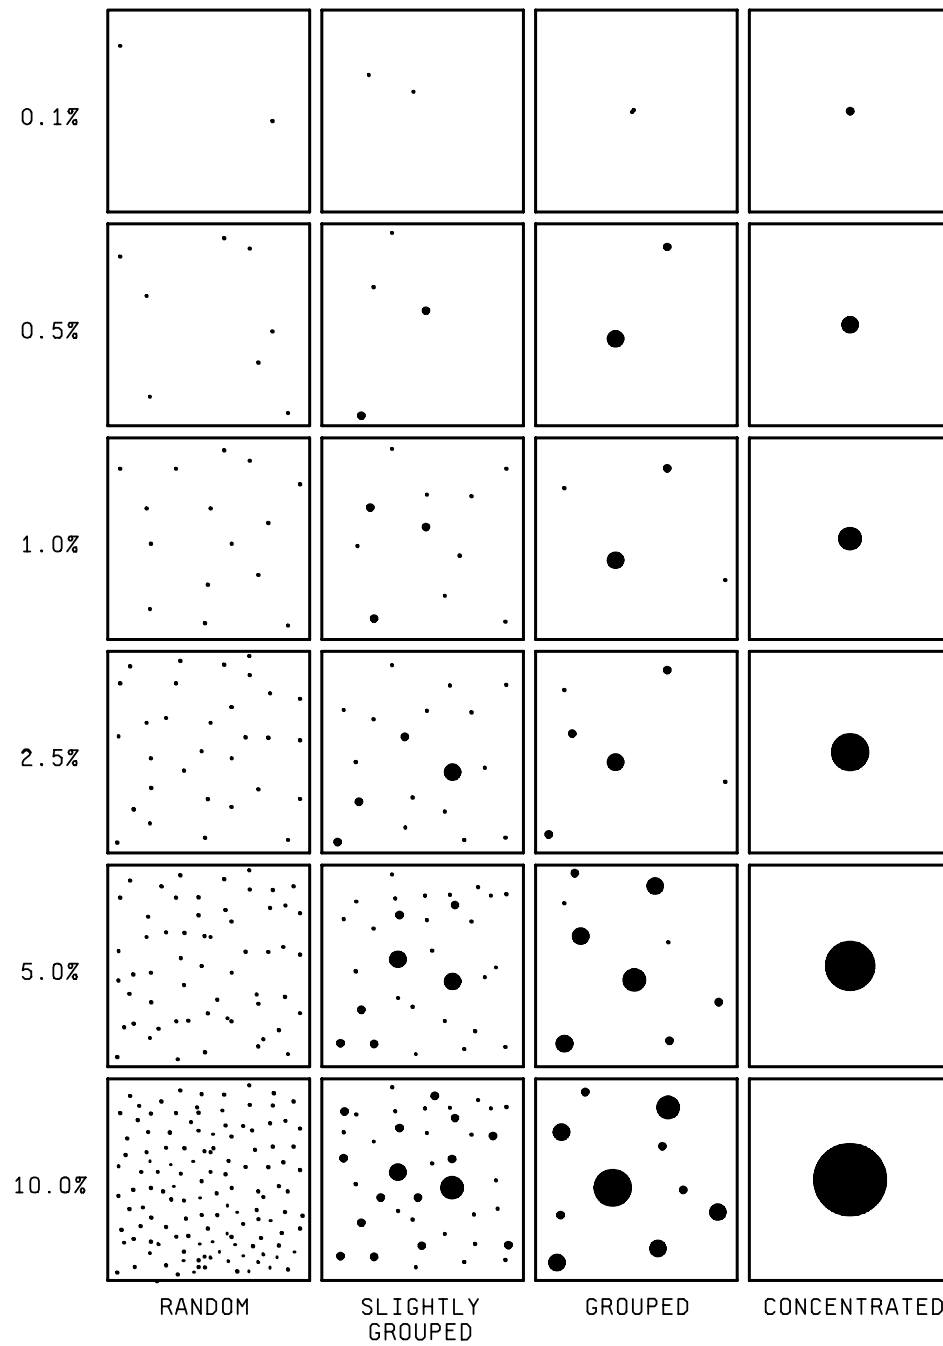 0.1%
0.5%
1.0%
2.5%
5.0%
10.0%
RANDOM
SLIGHTLY
GROUPED
GROUPED
CONCENTRATED